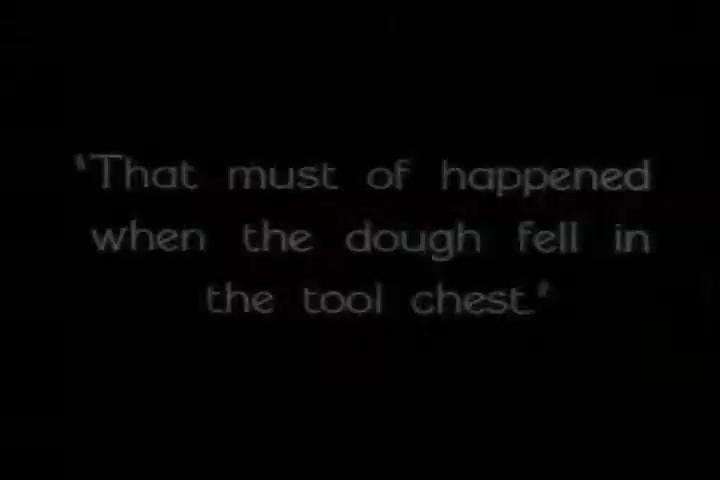 "That must of happened
when the dough fell in
the tool chest."